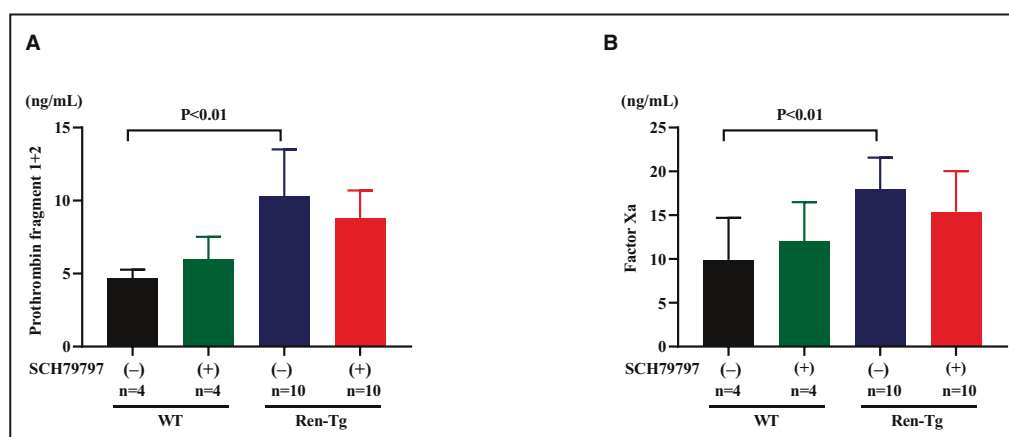 A
(ng/mL)
P<0.01
Prothrombin fragment 1+2
15
10
5
0
SCH79797 (–) (+) (–) (+)
n=4 n=4 n=10 n=10
WT Ren-Tg
B
(ng/mL)
P<0.01
Factor Xa
25
20
15
10
5
0
SCH79797 (–) (+) (–) (+)
n=4 n=4 n=10 n=10
WT Ren-Tg